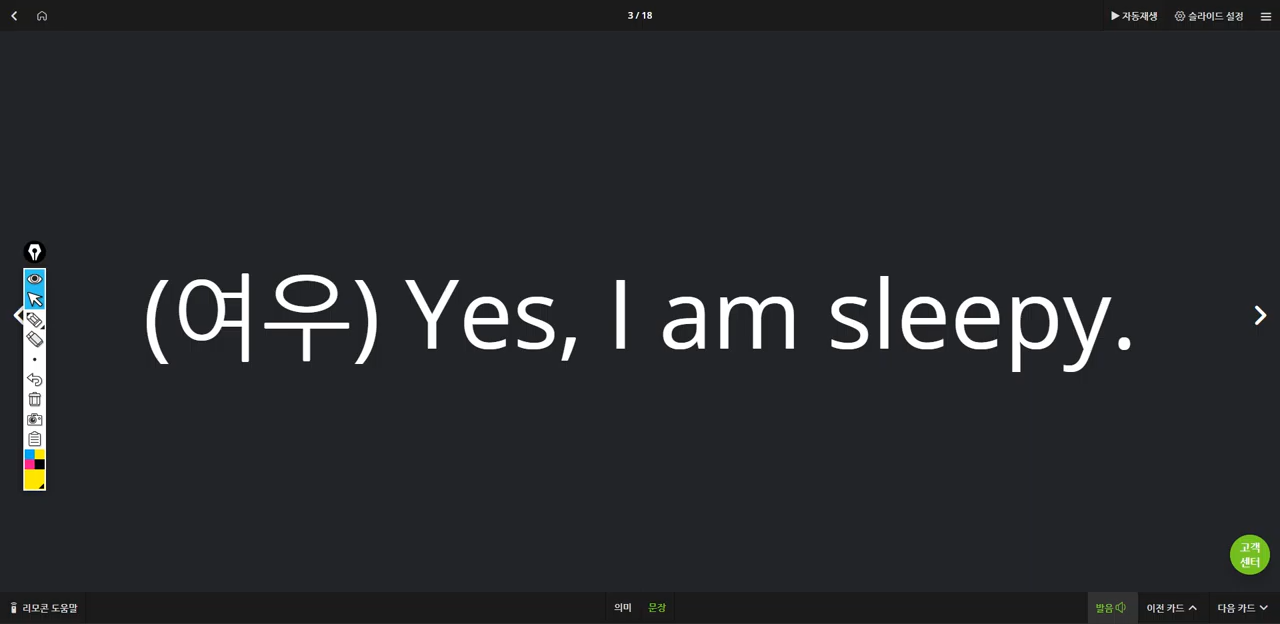 3 / 18
자동재생
슬라이드 설정
(여우) Yes, I am sleepy.
고객
센터
리모콘 도움말
의미
문장
발음
이전 카드
다음 카드